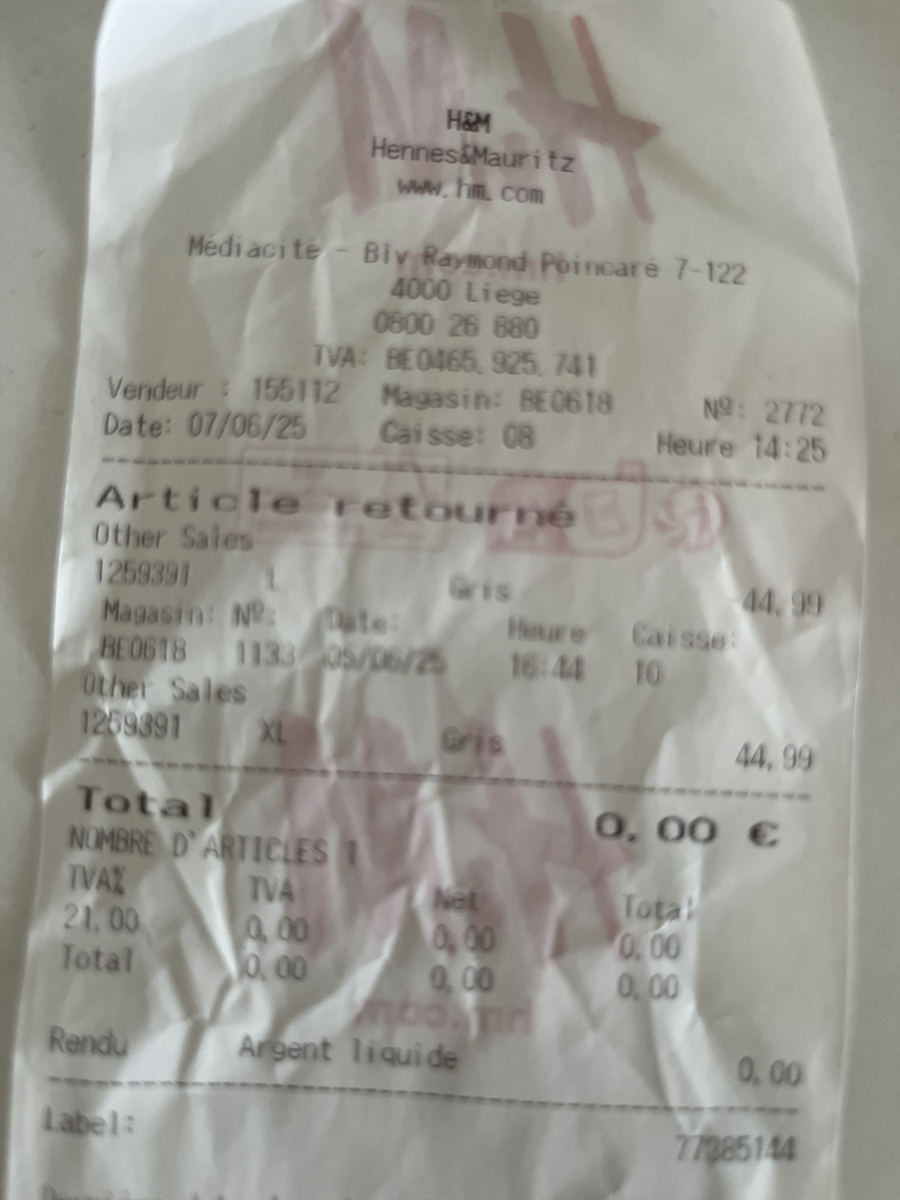 H&M
Hennes&Mauritz
www.hm.com
Médiacité - Blv Raymond Poincaré 7-122
4000 Liege
0800 26 880
TVA: BE0465.925.741
Vendeur : 155112 Magasin: BE0618 Nº: 2772
Date: 07/06/25 Caisse: 08 Heure 14:25
Article retourné
Other Sales
1259391 L Gris -44,99
Magasin: Nº: Date: Heure Caisse:
BE0618 1133 05/06/25 16:44 10
Other Sales
1259391 XL Gris 44,99
Total 0,00 €
NOMBRE D'ARTICLES 1
TVA% TVA Net Total
21,00 0,00 0,00 0,00
Total 0,00 0,00 0,00
hm.com
Rendu Argent liquide 0,00
Label: 77385144